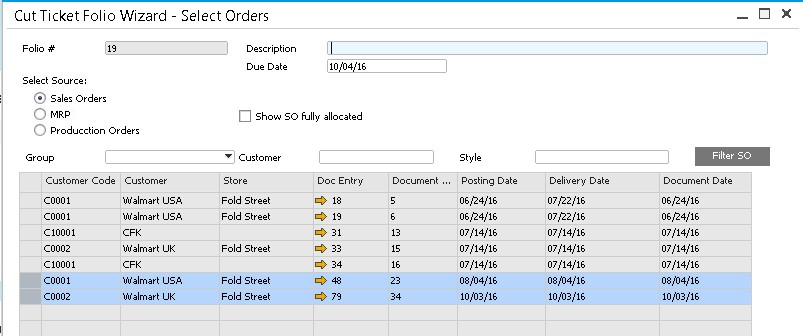 Cut Ticket Folio Wizard - Select Orders
Folio # 19 Description
Due Date 10/04/16
Select Source:
Sales Orders
MRP
Producction Orders
Show SO fully allocated
Group Customer Style Filter SO
Customer Code Customer Store Doc Entry Document ... Posting Date Delivery Date Document Date
C0001 Walmart USA Fold Street 18 5 06/24/16 07/22/16 06/24/16
C0001 Walmart USA Fold Street 19 6 06/24/16 07/22/16 06/24/16
C10001 CFK 31 13 07/14/16 07/14/16 07/14/16
C0002 Walmart UK Fold Street 33 15 07/14/16 07/14/16 07/14/16
C10001 CFK 34 16 07/14/16 07/14/16 07/14/16
C0001 Walmart USA Fold Street 48 23 08/04/16 08/04/16 08/04/16
C0002 Walmart UK Fold Street 79 34 10/03/16 10/03/16 10/03/16